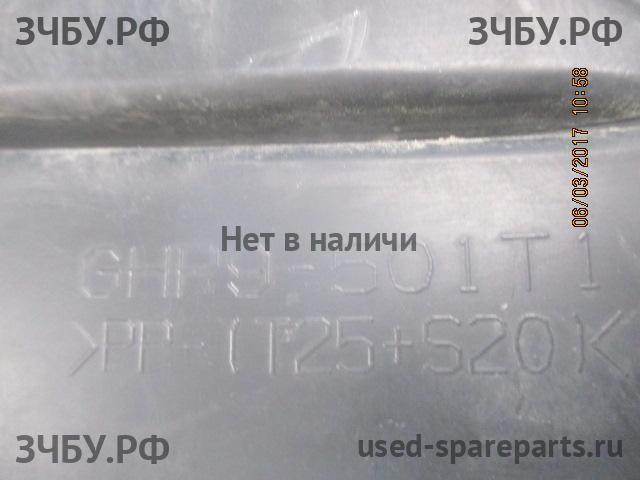 ЗЧБУ.РФ
ЗЧБУ.РФ
06/03/2017 10:58
Нет в наличи
501T1
>PP-(T25+S20)<
ЗЧБУ.РФ
used-spareparts.ru